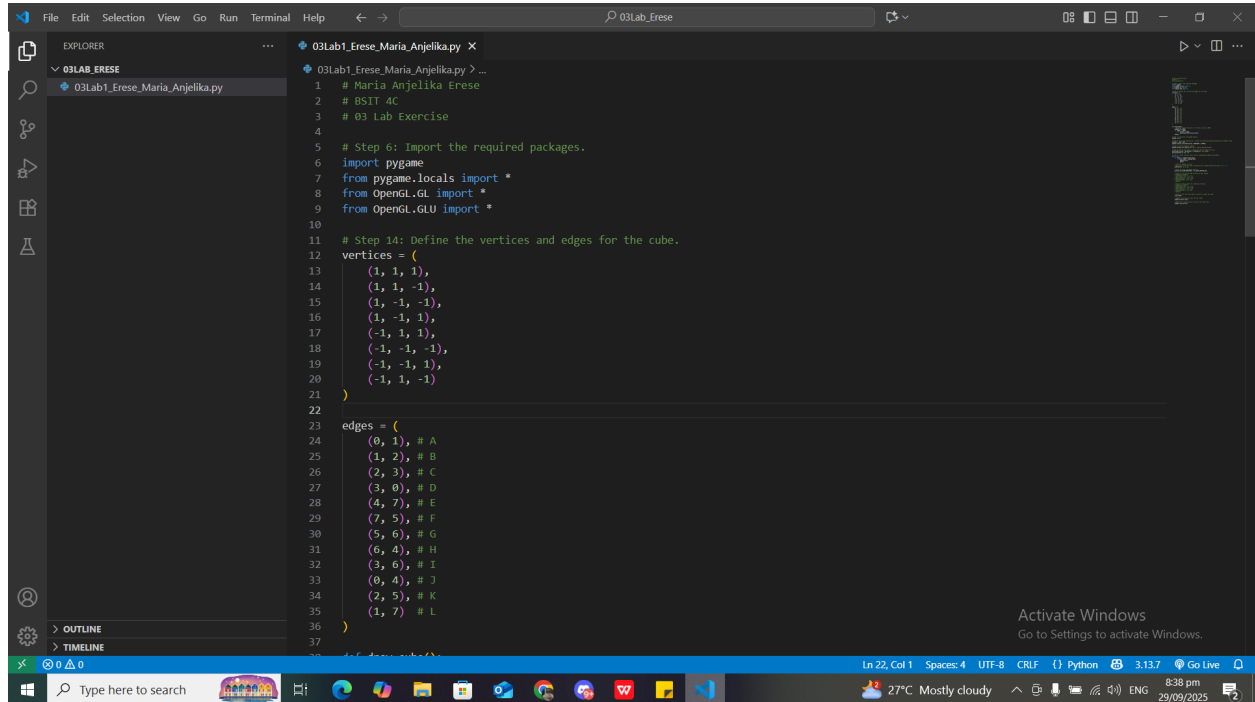 File Edit Selection View Go Run Terminal Help
03Lab_Erese
EXPLORER
03LAB_ERESE
03Lab1_Erese_Maria_Anjelika.py
OUTLINE
TIMELINE
03Lab1_Erese_Maria_Anjelika.py
03Lab1_Erese_Maria_Anjelika.py > ...
1 # Maria Anjelika Erese
2 # BSIT 4C
3 # 03 Lab Exercise
4
5 # Step 6: Import the required packages.
6 import pygame
7 from pygame.locals import *
8 from OpenGL.GL import *
9 from OpenGL.GLU import *
10
11 # Step 14: Define the vertices and edges for the cube.
12 vertices = (
13 (1, 1, 1),
14 (1, 1, -1),
15 (1, -1, -1),
16 (1, -1, 1),
17 (-1, 1, 1),
18 (-1, -1, -1),
19 (-1, -1, 1),
20 (-1, 1, -1)
21 )
22
23 edges = (
24 (0, 1), # A
25 (1, 2), # B
26 (2, 3), # C
27 (3, 0), # D
28 (4, 7), # E
29 (7, 5), # F
30 (5, 6), # G
31 (6, 4), # H
32 (3, 6), # I
33 (0, 4), # J
34 (2, 5), # K
35 (1, 7) # L
36 )
37
Activate Windows
Go to Settings to activate Windows.
0 0
Ln 22, Col 1 Spaces: 4 UTF-8 CRLF {} Python 3.13.7 Go Live
Type here to search
2
27°C Mostly cloudy
ENG
8:38 pm
29/09/2025
2